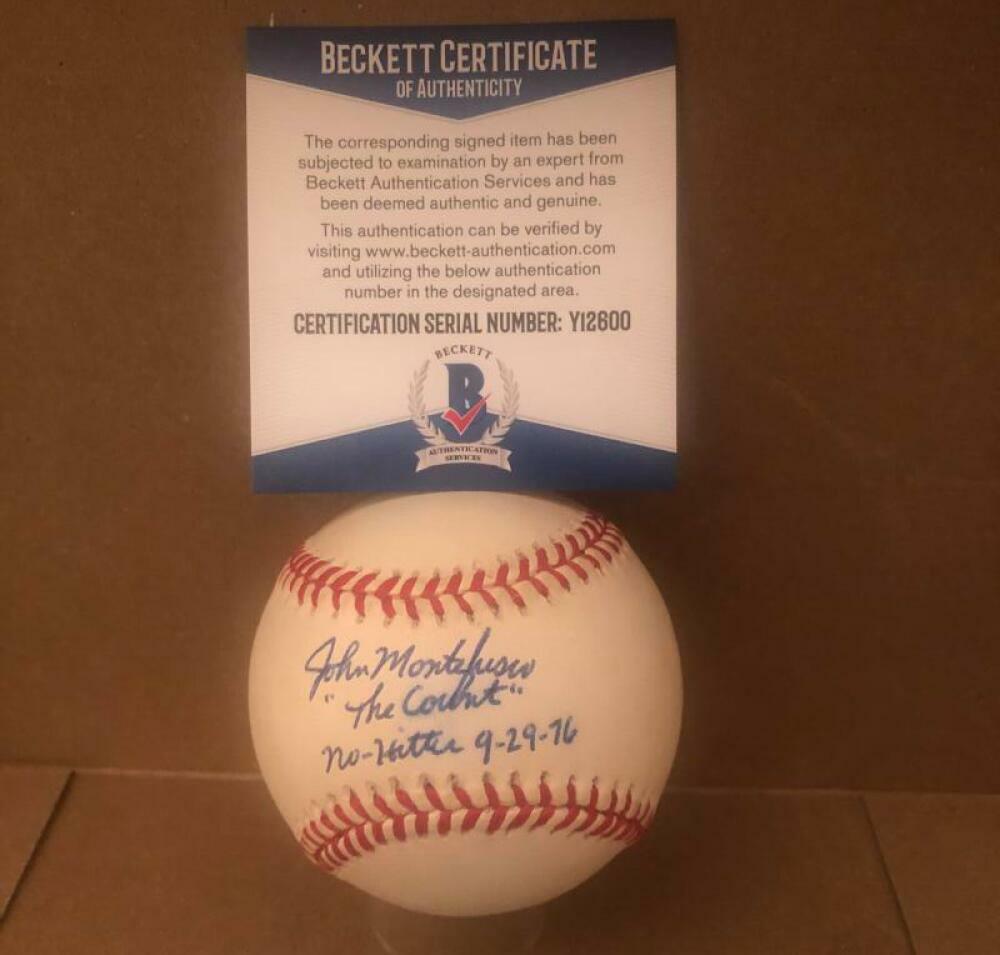 BECKETT CERTIFICATE
OF AUTHENTICITY
The corresponding signed item has been
subjected to examination by an expert from
Beckett Authentication Services and has
been deemed authentic and genuine.
This authentication can be verified by
visiting www.beckett-authentication.com
and utilizing the below authentication
number in the designated area.
CERTIFICATION SERIAL NUMBER: Y12600
BECKETT
B
AUTHENTICATION
SERVICES
John Montefusco
"The Count"
No-Hitter 9-29-76